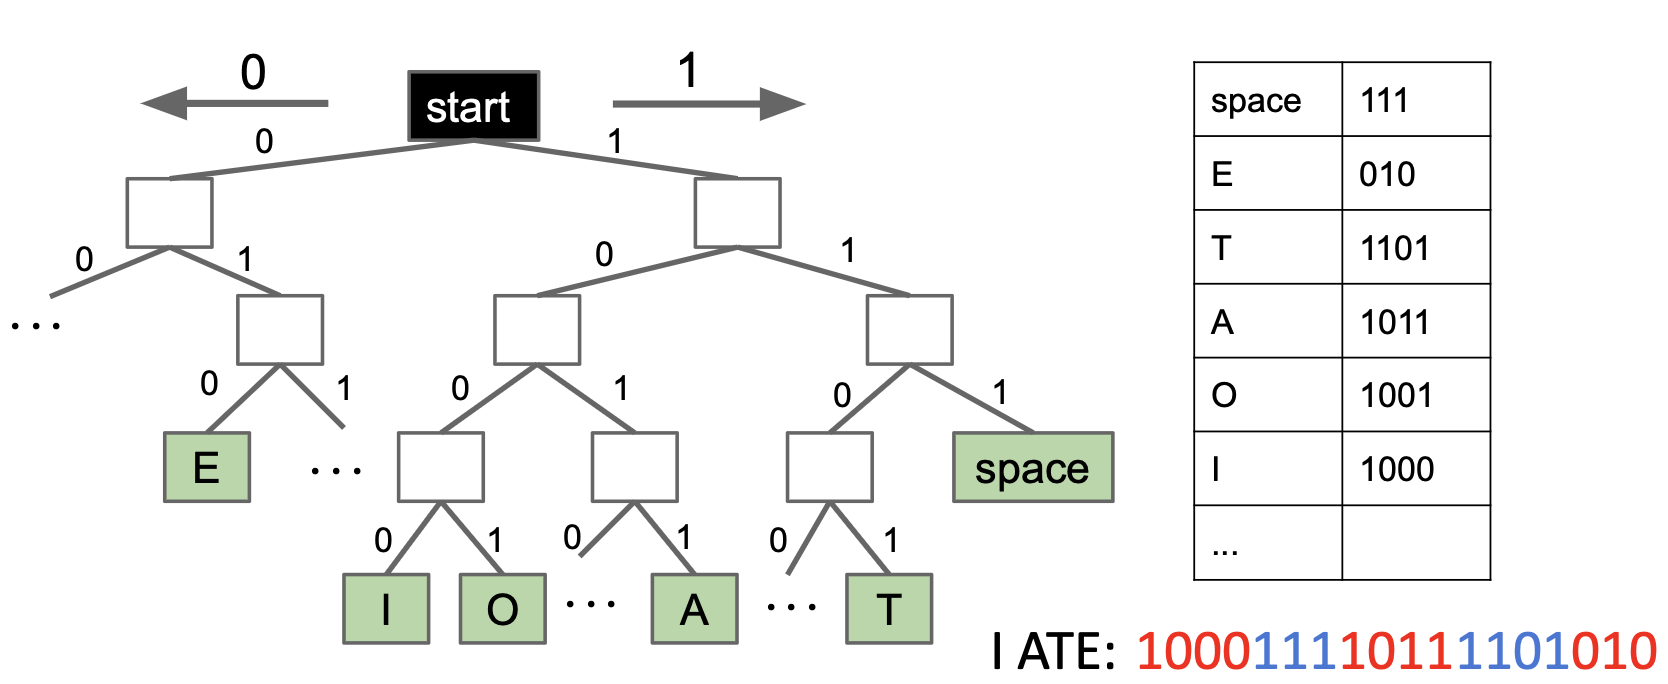 0 1
start
0 1
0 1 0 1
...
0 1 0 1 0 1
E ... space
0 1 0 1 0 1
I O ... A ... T
space 111
E 010
T 1101
A 1011
O 1001
I 1000
...
I ATE: 100011110111101010